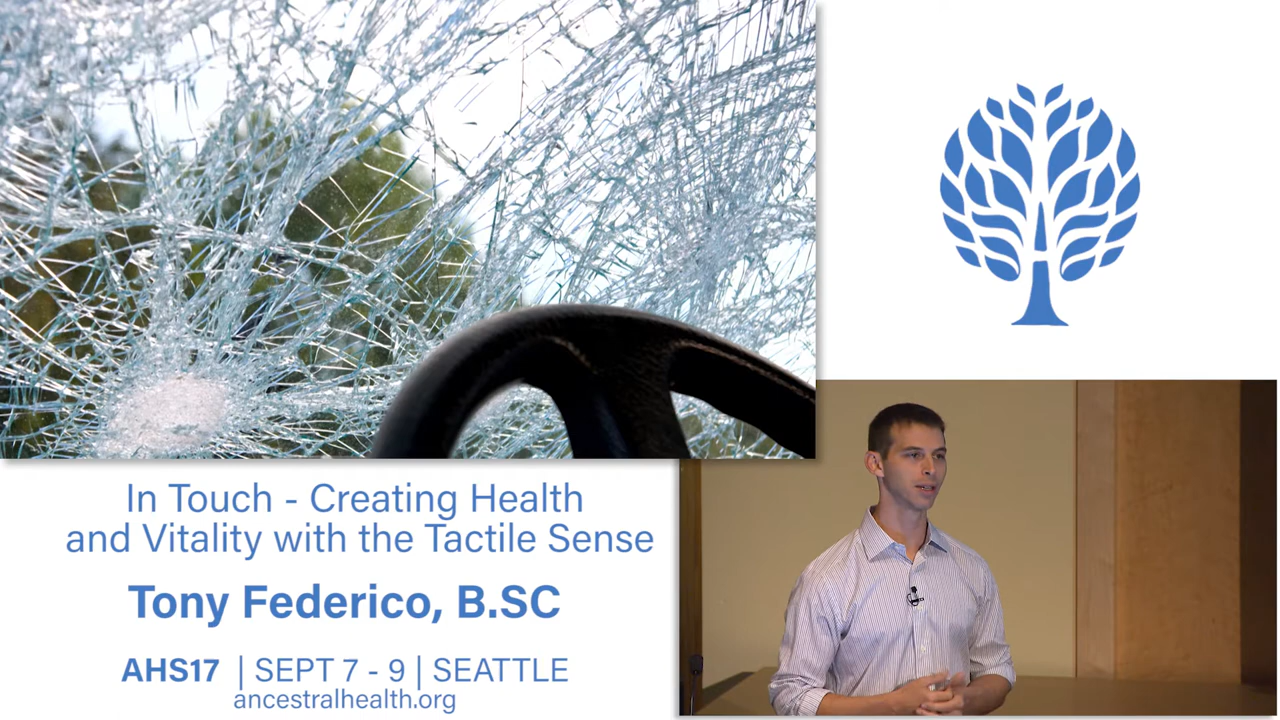 In Touch - Creating Health
and Vitality with the Tactile Sense
Tony Federico, B.SC
AHS17 | SEPT 7 - 9 | SEATTLE
ancestralhealth.org